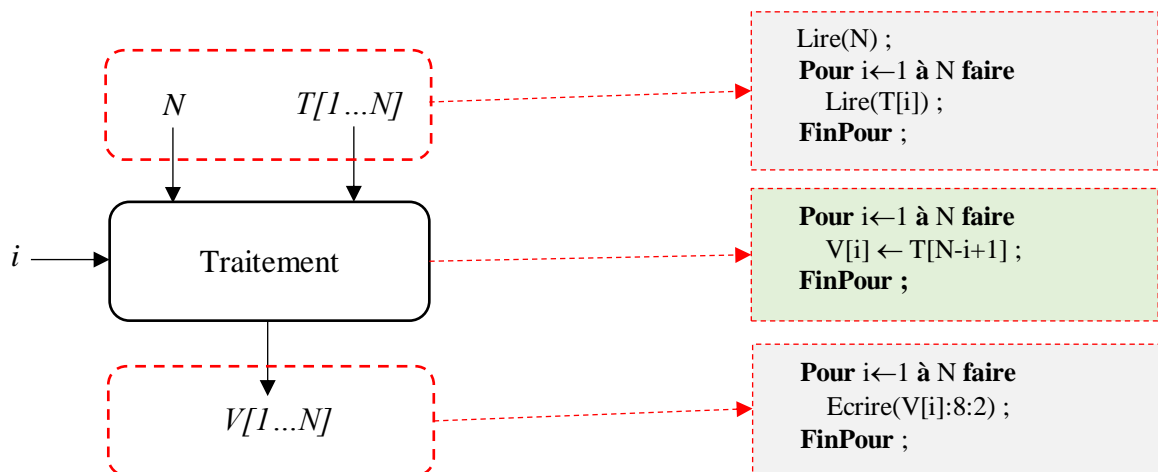 N
T[1…N]
i
Traitement
V[1…N]
Lire(N) ;
Pour i←1 à N faire
Lire(T[i]) ;
FinPour ;
Pour i←1 à N faire
V[i] ← T[N-i+1] ;
FinPour ;
Pour i←1 à N faire
Ecrire(V[i]:8:2) ;
FinPour ;